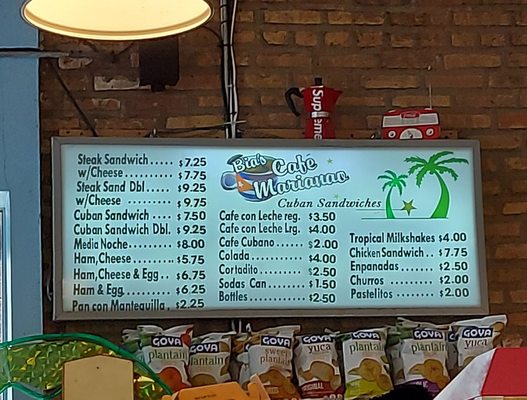 Steak Sandwich ..... $7.25
w/Cheese ........... $7.75
Steak Sand Dbl ..... $9.25
w/Cheese ........ $9.75
Cuban Sandwich .... $7.50
Cuban Sandwich Dbl. $9.25
Media Noche ....... $8.00
Ham,Cheese ........ $5.75
Ham,Cheese & Egg .. $6.75
Ham & Egg .......... $6.25
Pan con Mantequilla . $2.25
Bia's Cafe
Marianao
Cuban Sandwiches
Cafe con Leche reg. $3.50
Cafe con Leche Lrg. $4.00
Cafe Cubano ...... $2.00
Colada ............ $4.00
Cortadito .......... $2.50
Sodas Can ........ $1.50
Bottles ............ $2.50
Tropical Milkshakes $4.00
Chicken Sandwich .. $7.75
Enpanadas ........ $2.50
Churros .......... $2.00
Pastelitos ........ $2.00
Supreme
GOYA
plantain
GOYA
plantain
GOYA
sweet
plantain
GOYA
yuca
GOYA
plantain
GOYA
plantain
GOYA
yuca